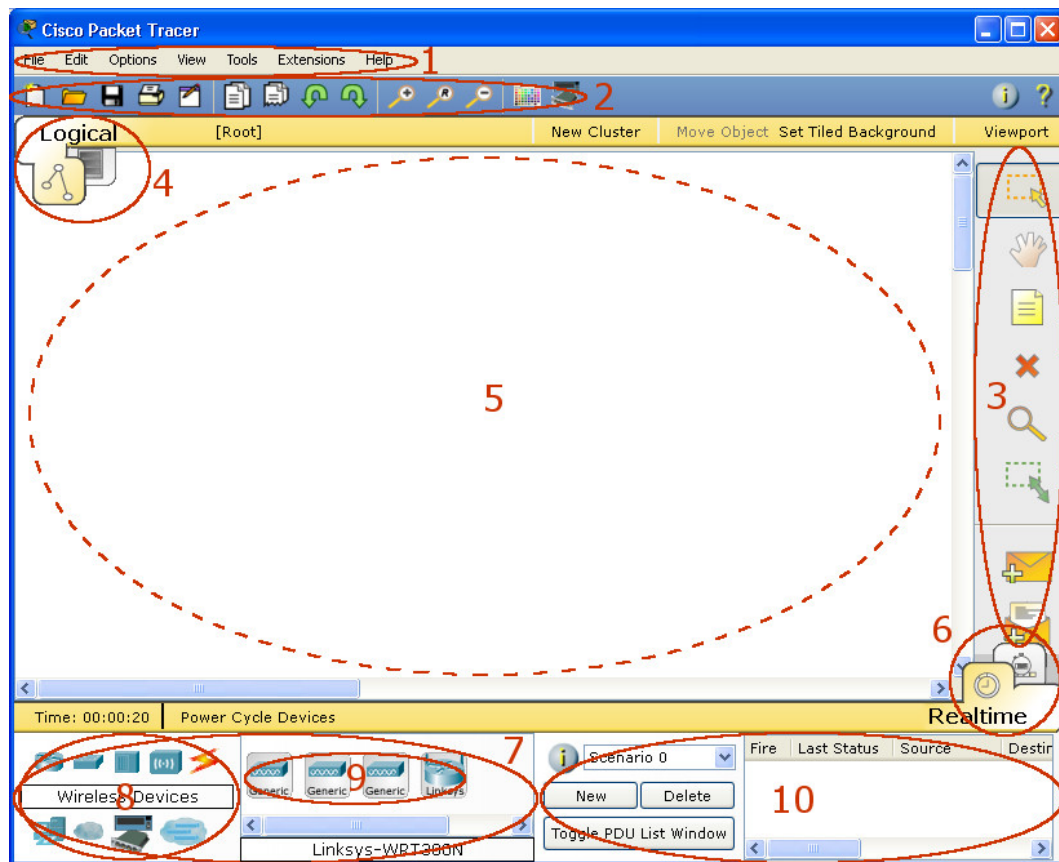 Cisco Packet Tracer
File Edit Options View Tools Extensions Help 1
2
Logical [Root] New Cluster Move Object Set Tiled Background Viewport
4
5
3
6
Time: 00:00:20 Power Cycle Devices Realtime
7
Wireless Devices
8
Generic Generic Generic Linksys
9
Linksys-WRT300N
Scenario 0
New Delete
Toggle PDU List Window
Fire Last Status Source Destin
10